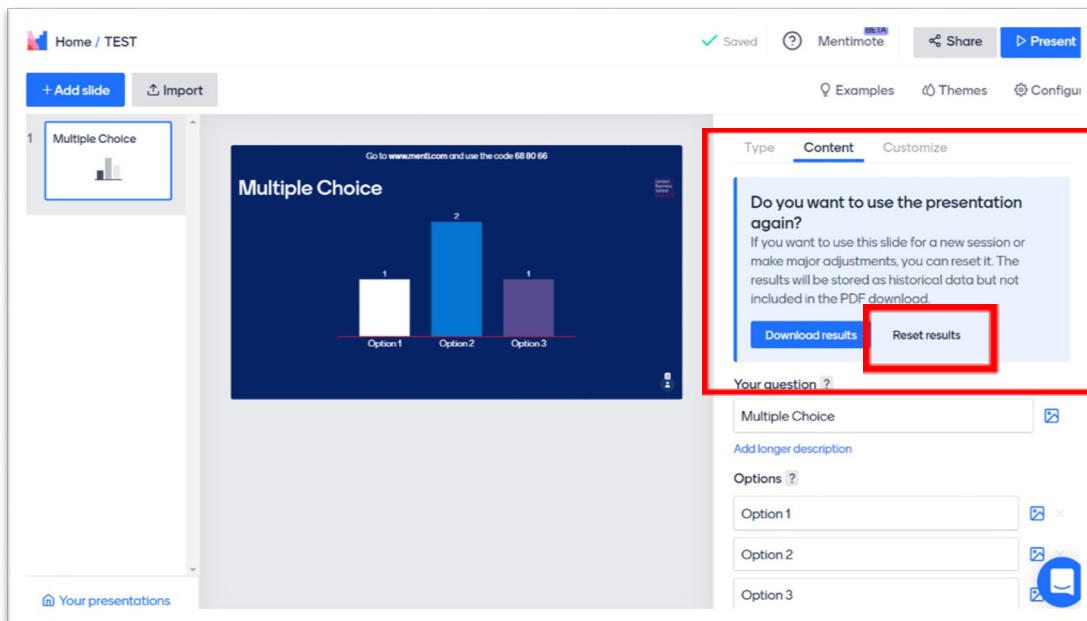 Home / TEST
Saved
?
Mentimote
BETA
Share
Present
+ Add slide
Import
Examples
Themes
Configur
1
Multiple Choice
Go to www.menti.com and use the code 68 80 66
Multiple Choice
London
Business
School
2
1
1
Option 1
Option 2
Option 3
Type
Content
Customize
Do you want to use the presentation
again?
If you want to use this slide for a new session or
make major adjustments, you can reset it. The
results will be stored as historical data but not
included in the PDF download.
Download results
Reset results
Your question ?
Multiple Choice
Add longer description
Options ?
Option 1
Option 2
Option 3
Your presentations